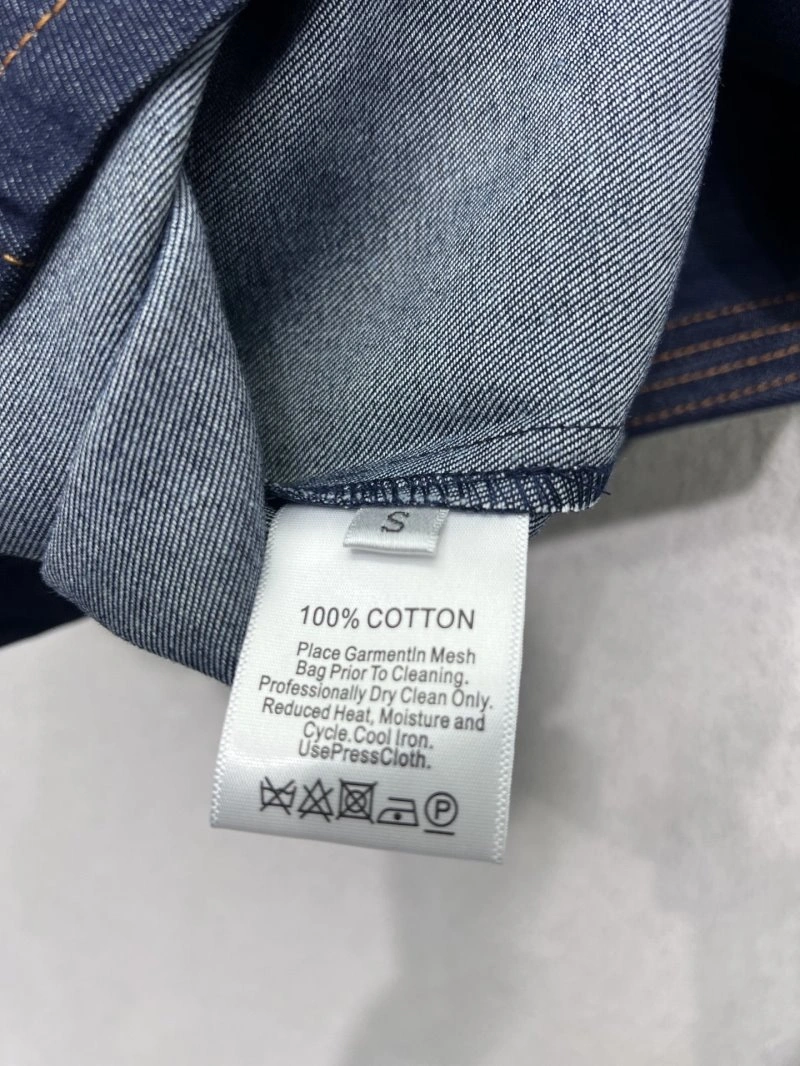 S
100% COTTON
Place GarmentIn Mesh
Bag Prior To Cleaning.
Professionally Dry Clean Only.
Reduced Heat, Moisture and
Cycle.Cool Iron.
UsePressCloth.
P